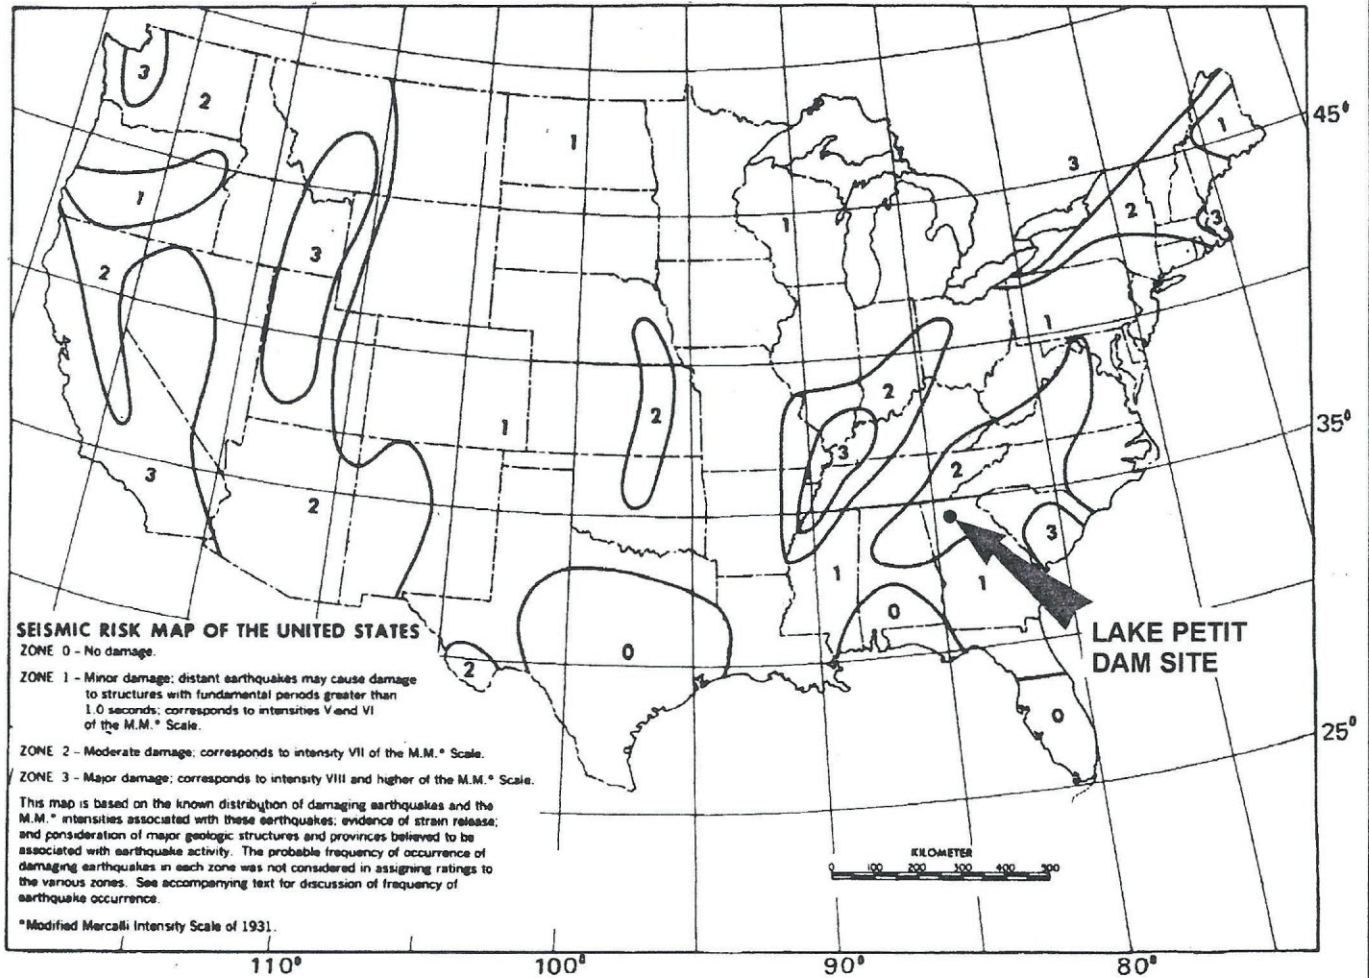 3
2
1
1
3
2
1
3
1
2
3
2
3
1
2
1
2
2
3
3
2
2
3
1
1
0
0
2
0
45⁰
35⁰
25⁰
LAKE PETIT
DAM SITE
SEISMIC RISK MAP OF THE UNITED STATES
ZONE 0 - No damage.
ZONE 1 - Minor damage; distant earthquakes may cause damage
to structures with fundamental periods greater than
1.0 seconds; corresponds to intensities V and VI
of the M.M.* Scale.
ZONE 2 - Moderate damage; corresponds to intensity VII of the M.M.* Scale.
ZONE 3 - Major damage; corresponds to intensity VIII and higher of the M.M.* Scale.
This map is based on the known distribution of damaging earthquakes and the
M.M.* intensities associated with these earthquakes; evidence of strain release;
and consideration of major geologic structures and provinces believed to be
associated with earthquake activity. The probable frequency of occurrence of
damaging earthquakes in each zone was not considered in assigning ratings to
the various zones. See accompanying text for discussion of frequency of
earthquake occurrence.
*Modified Mercalli Intensity Scale of 1931.
KILOMETER
0 100 200 300 400 500
110⁰ 100⁰ 90⁰ 80⁰